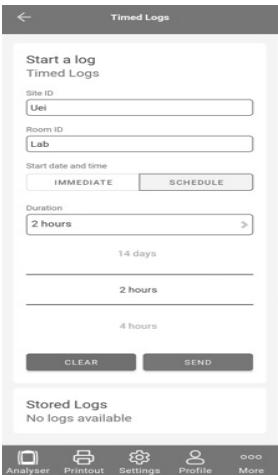 Timed Logs
Start a log
Timed Logs
Site ID
Uei
Room ID
Lab
Start date and time
IMMEDIATE SCHEDULE
Duration
2 hours
14 days
2 hours
4 hours
CLEAR SEND
Stored Logs
No logs available
Analyser Printout Settings Profile More